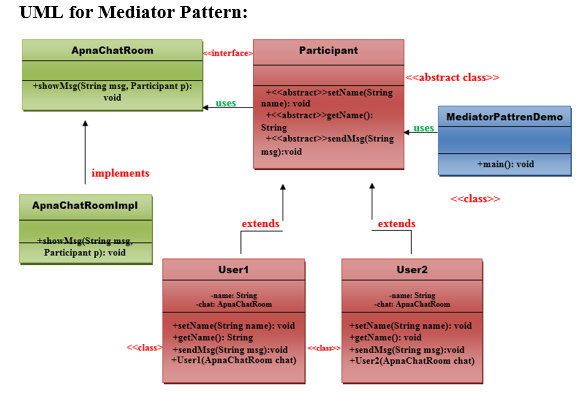 UML for Mediator Pattern:
ApnaChatRoom
+showMsg(String msg, Participant p):
void
<<interface>
Participant
+<<abstract>>setName(String
name): void
+<<abstract>>getName():
String
+<<abstract>>sendMsg(String
msg):void
<<abstract class>>
uses
uses
MediatorPattrenDemo
+main(): void
<<class>>
implements
ApnaChatRoomImpl
+showMsg(String msg,
Participant p): void
extends
extends
User1
-name: String
-chat: ApnaChatRoom
+setName(String name): void
+getName(): String
+sendMsg(String msg):void
+User1(ApnaChatRoom chat)
<<class>
User2
-name: String
-chat: ApnaChatRoom
+setName(String name): void
+getName(): void
+sendMsg(String msg):void
+User2(ApnaChatRoom chat)
<<class>>